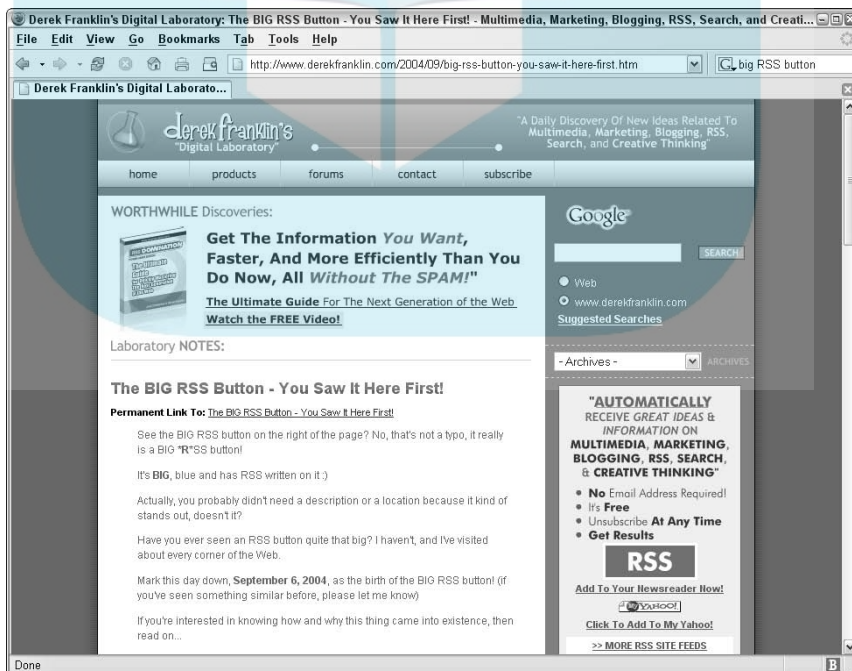 Derek Franklin's Digital Laboratory: The BIG RSS Button - You Saw It Here First! - Multimedia, Marketing, Blogging, RSS, Search, and Creati...
File Edit View Go Bookmarks Tab Tools Help
http://www.derekfranklin.com/2004/09/big-rss-button-you-saw-it-here-first.htm
G big RSS button
Derek Franklin's Digital Laborato...
derek franklin's
"Digital Laboratory"
"A Daily Discovery Of New Ideas Related To
Multimedia, Marketing, Blogging, RSS,
Search, and Creative Thinking"
home products forums contact subscribe
WORTHWHILE Discoveries:
Get The Information You Want,
Faster, And More Efficiently Than You
Do Now, All Without The SPAM!"
The Ultimate Guide For The Next Generation of the Web
Watch the FREE Video!
Laboratory NOTES:
The BIG RSS Button - You Saw It Here First!
Permanent Link To: The BIG RSS Button - You Saw It Here First!
See the BIG RSS button on the right of the page? No, that's not a typo, it really
is a BIG "R"SS button!
It's BIG, blue and has RSS written on it :)
Actually, you probably didn't need a description or a location because it kind of
stands out, doesn't it?
Have you ever seen an RSS button quite that big? I haven't, and I've visited
about every corner of the Web.
Mark this day down, September 6, 2004, as the birth of the BIG RSS button! (if
you've seen something similar before, please let me know)
If you're interested in knowing how and why this thing came into existence, then
read on...
Google
SEARCH
Web
www.derekfranklin.com
Suggested Searches
- Archives -
ARCHIVES
"AUTOMATICALLY
RECEIVE GREAT IDEAS &
INFORMATION ON
MULTIMEDIA, MARKETING,
BLOGGING, RSS, SEARCH,
& CREATIVE THINKING"
No Email Address Required!
It's Free
Unsubscribe At Any Time
Get Results
RSS
Add To Your Newsreader Now!
MY YAHOO!
Click To Add To My Yahoo!
>> MORE RSS SITE FEEDS
Done
B